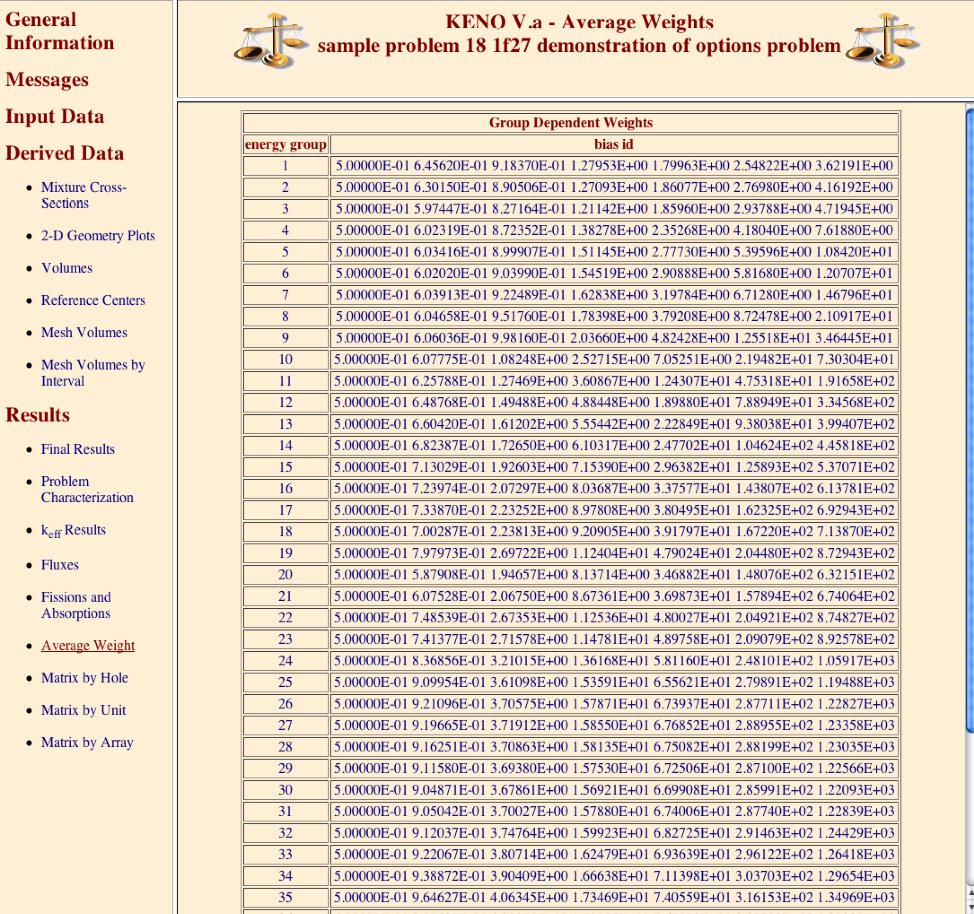 General
Information
Messages
Input Data
Derived Data
Mixture Cross-
Sections
2-D Geometry Plots
Volumes
Reference Centers
Mesh Volumes
Mesh Volumes by
Interval
Results
Final Results
Problem
Characterization
keff Results
Fluxes
Fissions and
Absorptions
Average Weight
Matrix by Hole
Matrix by Unit
Matrix by Array
KENO V.a - Average Weights
sample problem 18 1f27 demonstration of options problem
Group Dependent Weights
energy group bias id
1 5.00000E-01 6.45620E-01 9.18370E-01 1.27953E+00 1.79963E+00 2.54822E+00 3.62191E+00
2 5.00000E-01 6.30150E-01 8.90506E-01 1.27093E+00 1.86077E+00 2.76980E+00 4.16192E+00
3 5.00000E-01 5.97447E-01 8.27164E-01 1.21142E+00 1.85960E+00 2.93788E+00 4.71945E+00
4 5.00000E-01 6.02319E-01 8.72352E-01 1.38278E+00 2.35268E+00 4.18040E+00 7.61880E+00
5 5.00000E-01 6.03416E-01 8.99907E-01 1.51145E+00 2.77730E+00 5.39596E+00 1.08420E+01
6 5.00000E-01 6.02020E-01 9.03990E-01 1.54519E+00 2.90888E+00 5.81680E+00 1.20707E+01
7 5.00000E-01 6.03913E-01 9.22489E-01 1.62838E+00 3.19784E+00 6.71280E+00 1.46796E+01
8 5.00000E-01 6.04658E-01 9.51760E-01 1.78398E+00 3.79208E+00 8.72478E+00 2.10917E+01
9 5.00000E-01 6.06036E-01 9.98160E-01 2.03660E+00 4.82428E+00 1.25518E+01 3.46445E+01
10 5.00000E-01 6.07775E-01 1.08248E+00 2.52715E+00 7.05251E+00 2.19482E+01 7.30304E+01
11 5.00000E-01 6.25788E-01 1.27469E+00 3.60867E+00 1.24307E+01 4.75318E+01 1.91658E+02
12 5.00000E-01 6.48768E-01 1.49488E+00 4.88448E+00 1.89880E+01 7.88949E+01 3.34568E+02
13 5.00000E-01 6.60420E-01 1.61202E+00 5.55442E+00 2.22849E+01 9.38038E+01 3.99407E+02
14 5.00000E-01 6.82387E-01 1.72650E+00 6.10317E+00 2.47702E+01 1.04624E+02 4.45818E+02
15 5.00000E-01 7.13029E-01 1.92603E+00 7.15390E+00 2.96382E+01 1.25893E+02 5.37071E+02
16 5.00000E-01 7.23974E-01 2.07297E+00 8.03687E+00 3.37577E+01 1.43807E+02 6.13781E+02
17 5.00000E-01 7.33870E-01 2.23252E+00 8.97808E+00 3.80495E+01 1.62325E+02 6.92943E+02
18 5.00000E-01 7.00287E-01 2.23813E+00 9.20905E+00 3.91797E+01 1.67220E+02 7.13870E+02
19 5.00000E-01 7.97973E-01 2.69722E+00 1.12404E+01 4.79024E+01 2.04480E+02 8.72943E+02
20 5.00000E-01 5.87908E-01 1.94657E+00 8.13714E+00 3.46882E+01 1.48076E+02 6.32151E+02
21 5.00000E-01 6.07528E-01 2.06750E+00 8.67361E+00 3.69873E+01 1.57894E+02 6.74064E+02
22 5.00000E-01 7.48539E-01 2.67353E+00 1.12536E+01 4.80027E+01 2.04921E+02 8.74827E+02
23 5.00000E-01 7.41377E-01 2.71578E+00 1.14781E+01 4.89758E+01 2.09079E+02 8.92578E+02
24 5.00000E-01 8.36856E-01 3.21015E+00 1.36168E+01 5.81160E+01 2.48101E+02 1.05917E+03
25 5.00000E-01 9.09954E-01 3.61098E+00 1.53591E+01 6.55621E+01 2.79891E+02 1.19488E+03
26 5.00000E-01 9.21096E-01 3.70575E+00 1.57871E+01 6.73937E+01 2.87711E+02 1.22827E+03
27 5.00000E-01 9.19665E-01 3.71912E+00 1.58550E+01 6.76852E+01 2.88955E+02 1.23358E+03
28 5.00000E-01 9.16251E-01 3.70863E+00 1.58135E+01 6.75082E+01 2.88199E+02 1.23035E+03
29 5.00000E-01 9.11580E-01 3.69380E+00 1.57530E+01 6.72506E+01 2.87100E+02 1.22566E+03
30 5.00000E-01 9.04871E-01 3.67861E+00 1.56921E+01 6.69908E+01 2.85991E+02 1.22093E+03
31 5.00000E-01 9.05042E-01 3.70027E+00 1.57880E+01 6.74006E+01 2.87740E+02 1.22839E+03
32 5.00000E-01 9.12037E-01 3.74764E+00 1.59923E+01 6.82725E+01 2.91463E+02 1.24429E+03
33 5.00000E-01 9.22067E-01 3.80714E+00 1.62479E+01 6.93639E+01 2.96122E+02 1.26418E+03
34 5.00000E-01 9.38872E-01 3.90409E+00 1.66638E+01 7.11398E+01 3.03703E+02 1.29654E+03
35 5.00000E-01 9.64627E-01 4.06345E+00 1.73469E+01 7.40559E+01 3.16153E+02 1.34969E+03